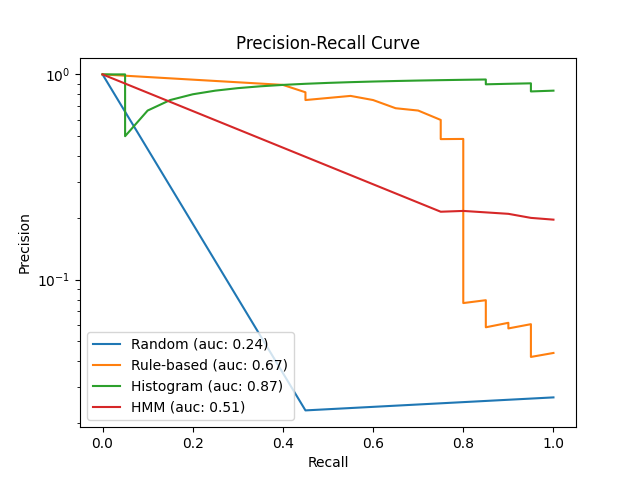 Precision-Recall Curve
Precision
10⁰
10⁻¹
Random (auc: 0.24)
Rule-based (auc: 0.67)
Histogram (auc: 0.87)
HMM (auc: 0.51)
0.0 0.2 0.4 0.6 0.8 1.0
Recall